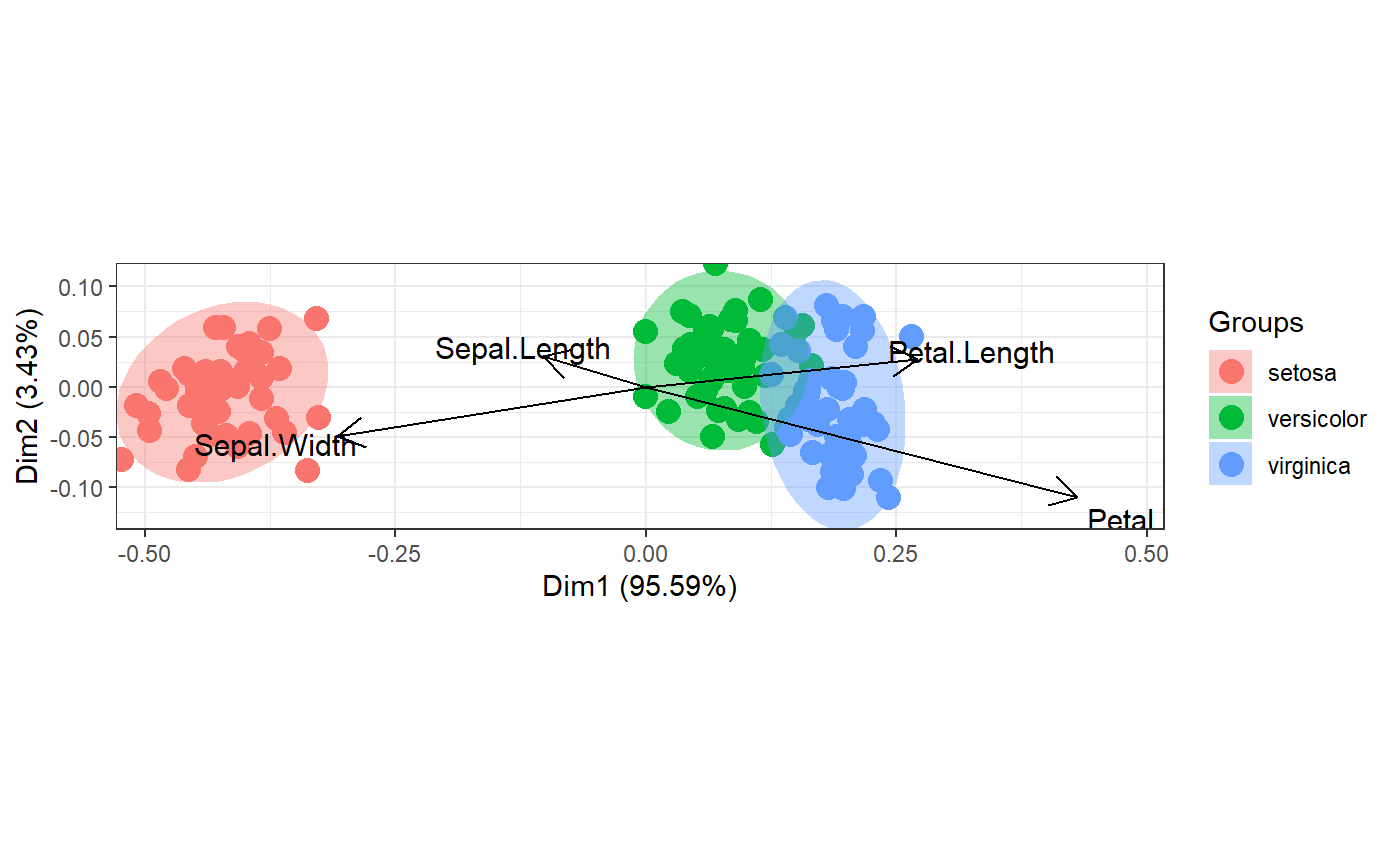 Dim2 (3.43%)
0.10
0.05
0.00
-0.05
-0.10
Sepal.Length
Petal.Length
Sepal.Width
Petal
-0.50
-0.25
0.00
0.25
0.50
Dim1 (95.59%)
Groups
setosa
versicolor
virginica